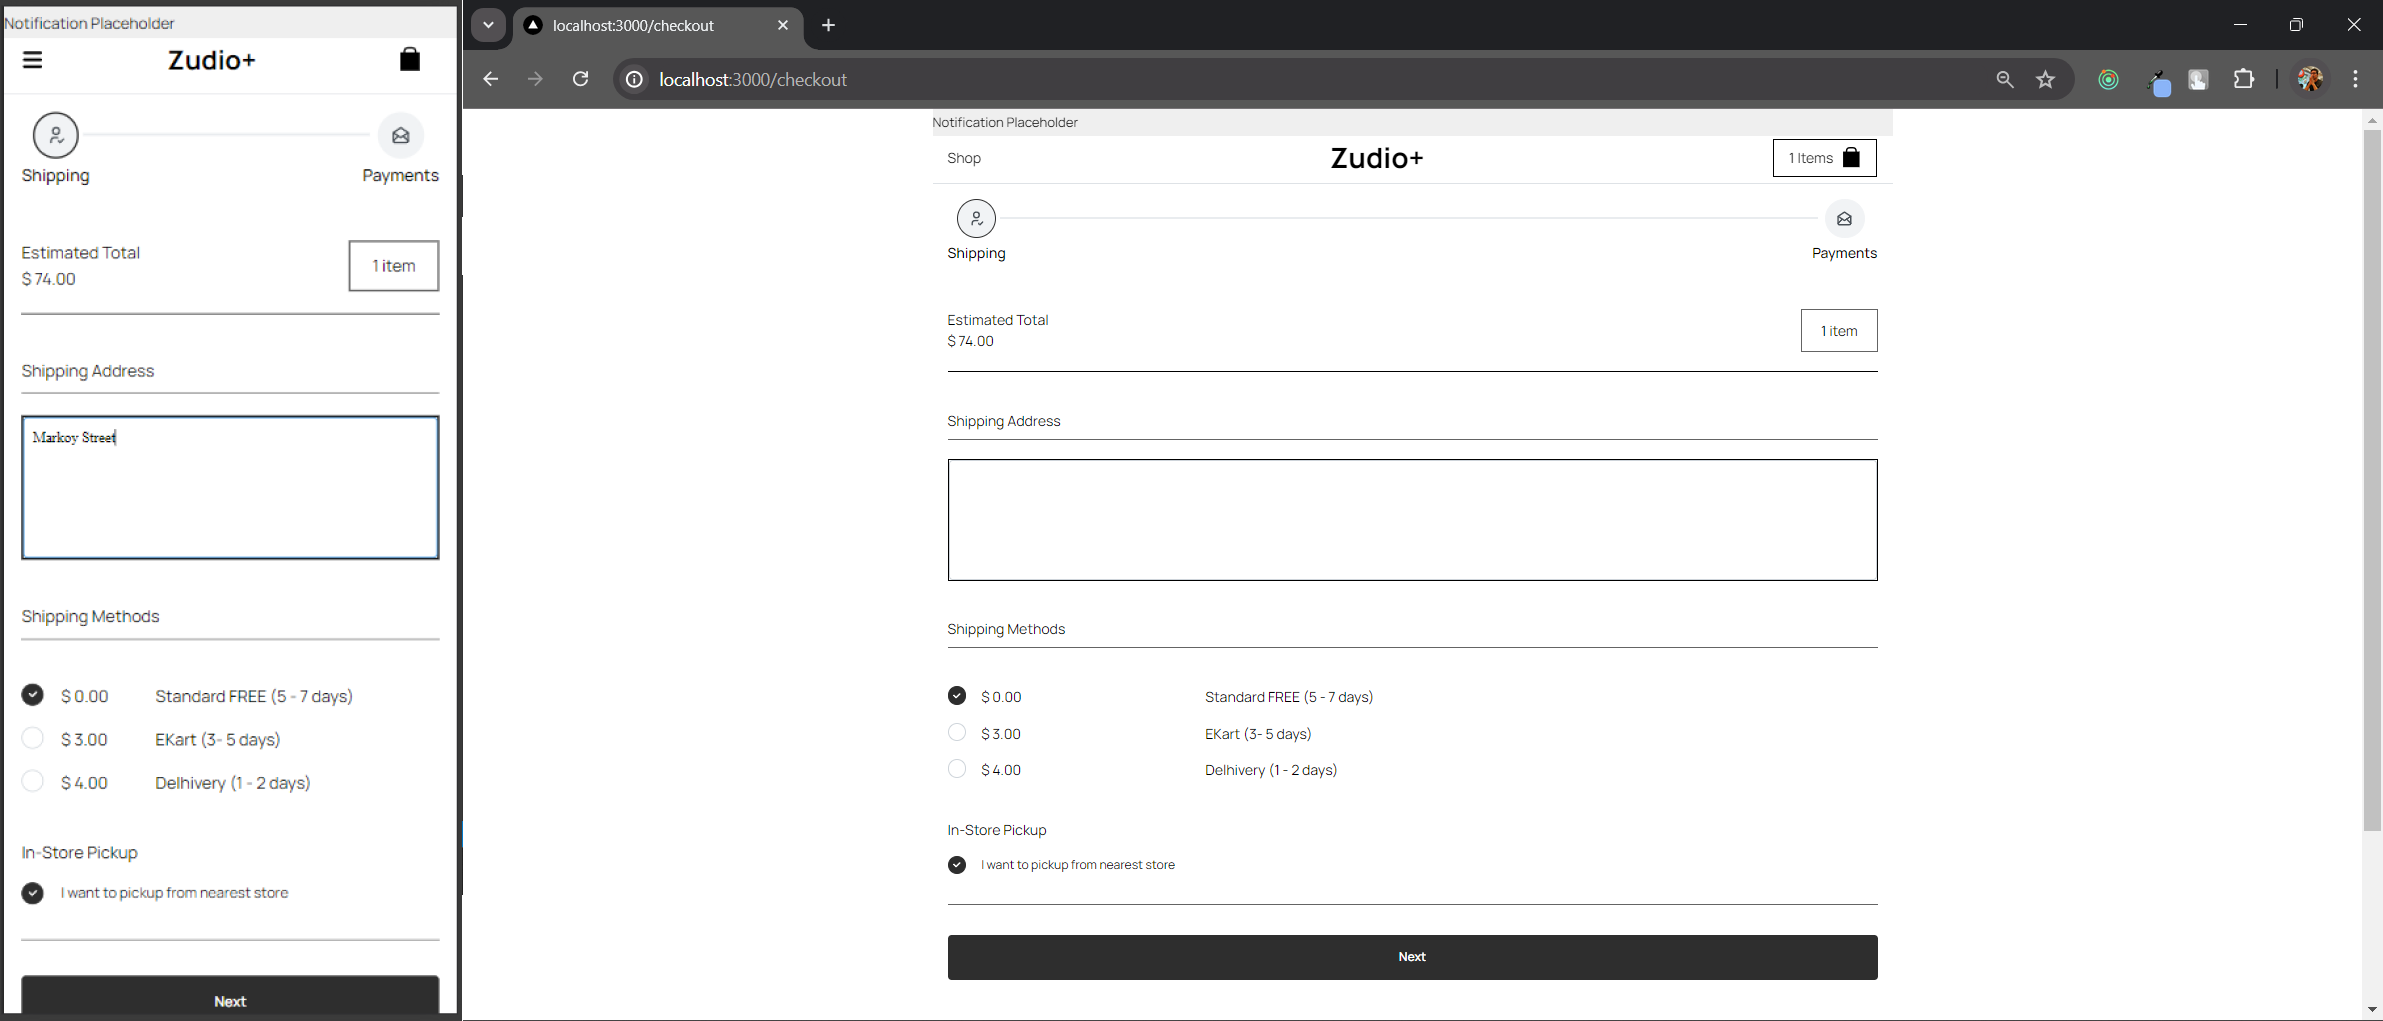 Notification Placeholder
Zudio+
Shipping
Payments
Estimated Total
$ 74.00
1 item
Shipping Address
Markoy Street
Shipping Methods
$ 0.00 Standard FREE (5 - 7 days)
$ 3.00 EKart (3- 5 days)
$ 4.00 Delhivery (1 - 2 days)
In-Store Pickup
I want to pickup from nearest store
Next
localhost:3000/checkout
localhost:3000/checkout
Notification Placeholder
Shop
Zudio+
1 Items
Shipping
Payments
Estimated Total
$ 74.00
1 item
Shipping Address
Shipping Methods
$ 0.00 Standard FREE (5 - 7 days)
$ 3.00 EKart (3- 5 days)
$ 4.00 Delhivery (1 - 2 days)
In-Store Pickup
I want to pickup from nearest store
Next